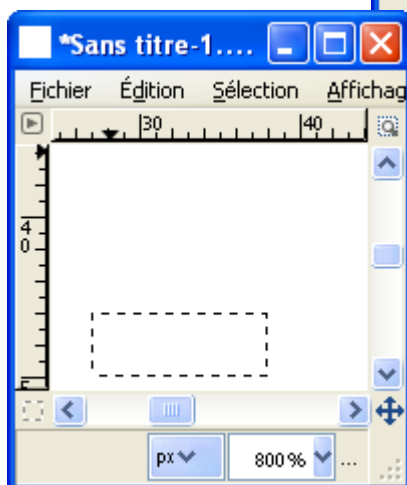 *Sans titre-1....
Fichier Édition Sélection Affichag
30 40
4
0
px 800% ...